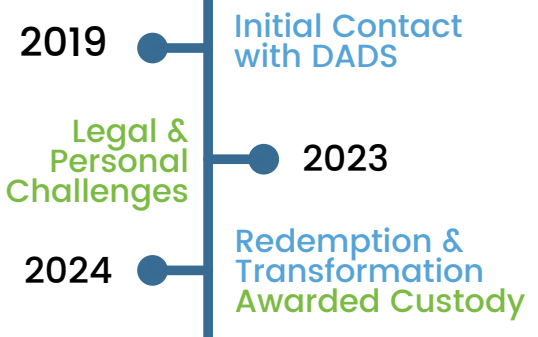 2019
Initial Contact
with DADS
Legal &
Personal
Challenges
2023
2024
Redemption &
Transformation
Awarded Custody